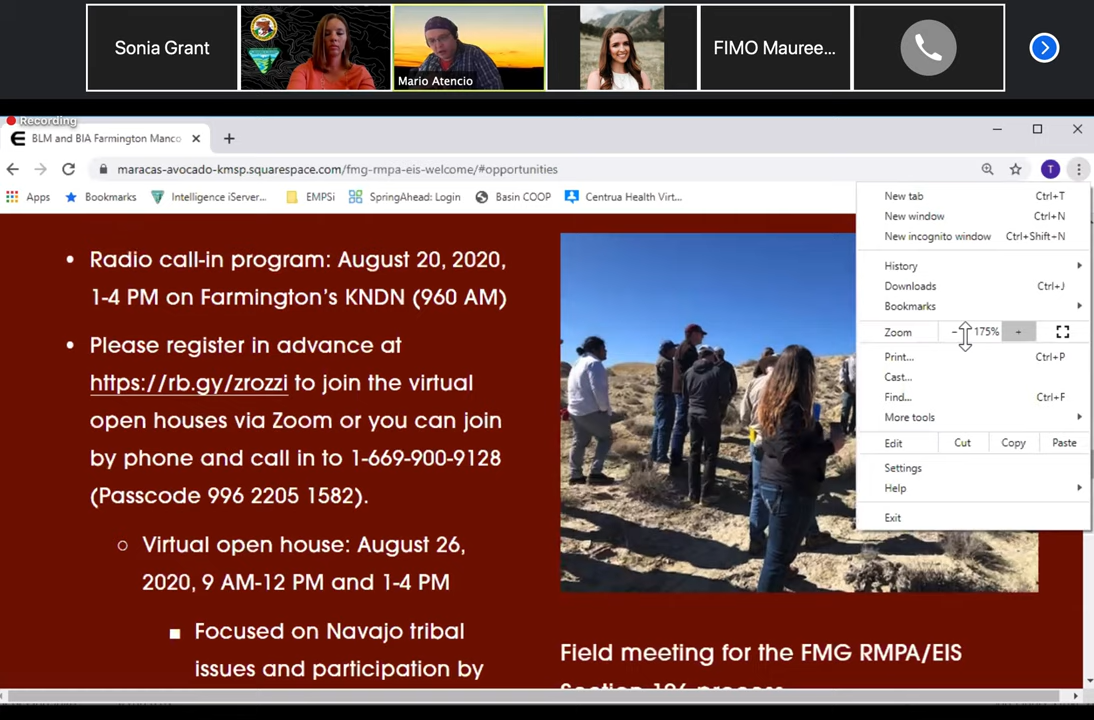 Sonia Grant
Mario Atencio
FIMO Mauree...
Recording
BLM and BIA Farmington Manco
maracas-avocado-kmsp.squarespace.com/fmg-rmpa-eis-welcome/#opportunities
T
Apps
Bookmarks
Intelligence iServer...
EMPSi
SpringAhead: Login
Basin COOP
Centrua Health Virt...
New tab Ctrl+T
New window Ctrl+N
New incognito window Ctrl+Shift+N
History
Downloads Ctrl+J
Bookmarks
Zoom - 175% +
Print... Ctrl+P
Cast...
Find... Ctrl+F
More tools
Edit Cut Copy Paste
Settings
Help
Exit
• Radio call-in program: August 20, 2020,
1-4 PM on Farmington's KNDN (960 AM)
• Please register in advance at
https://rb.gy/zrozzi to join the virtual
open houses via Zoom or you can join
by phone and call in to 1-669-900-9128
(Passcode 996 2205 1582).
○ Virtual open house: August 26,
2020, 9 AM-12 PM and 1-4 PM
■ Focused on Navajo tribal
issues and participation by
Field meeting for the FMG RMPA/EIS
Section 106 process